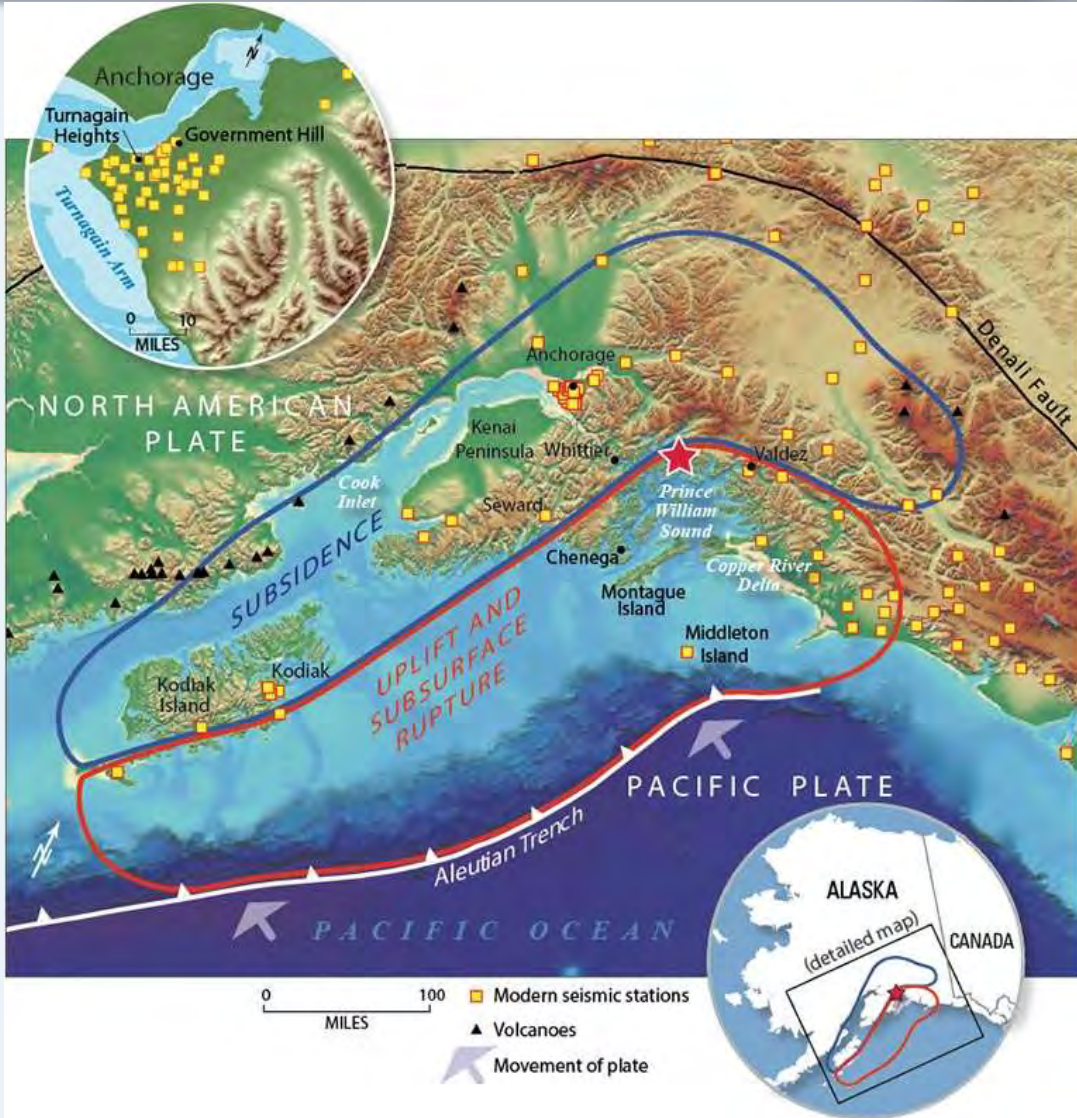 N
Anchorage
Turnagain
Heights
Government Hill
Turnagain Arm
0 10
MILES
Denali Fault
Anchorage
NORTH AMERICAN
PLATE
Kenai
Peninsula
Whittier
Valdez
Cook
Inlet
Seward
Prince
William
Sound
SUBSIDENCE
Chenega
Copper River
Delta
Montague
Island
UPLIFT AND
SUBSURFACE
RUPTURE
Middleton
Island
Kodiak
Kodiak
Island
PACIFIC PLATE
N
Aleutian Trench
PACIFIC OCEAN
ALASKA
CANADA
(detailed map)
0 100
MILES
Modern seismic stations
Volcanoes
Movement of plate